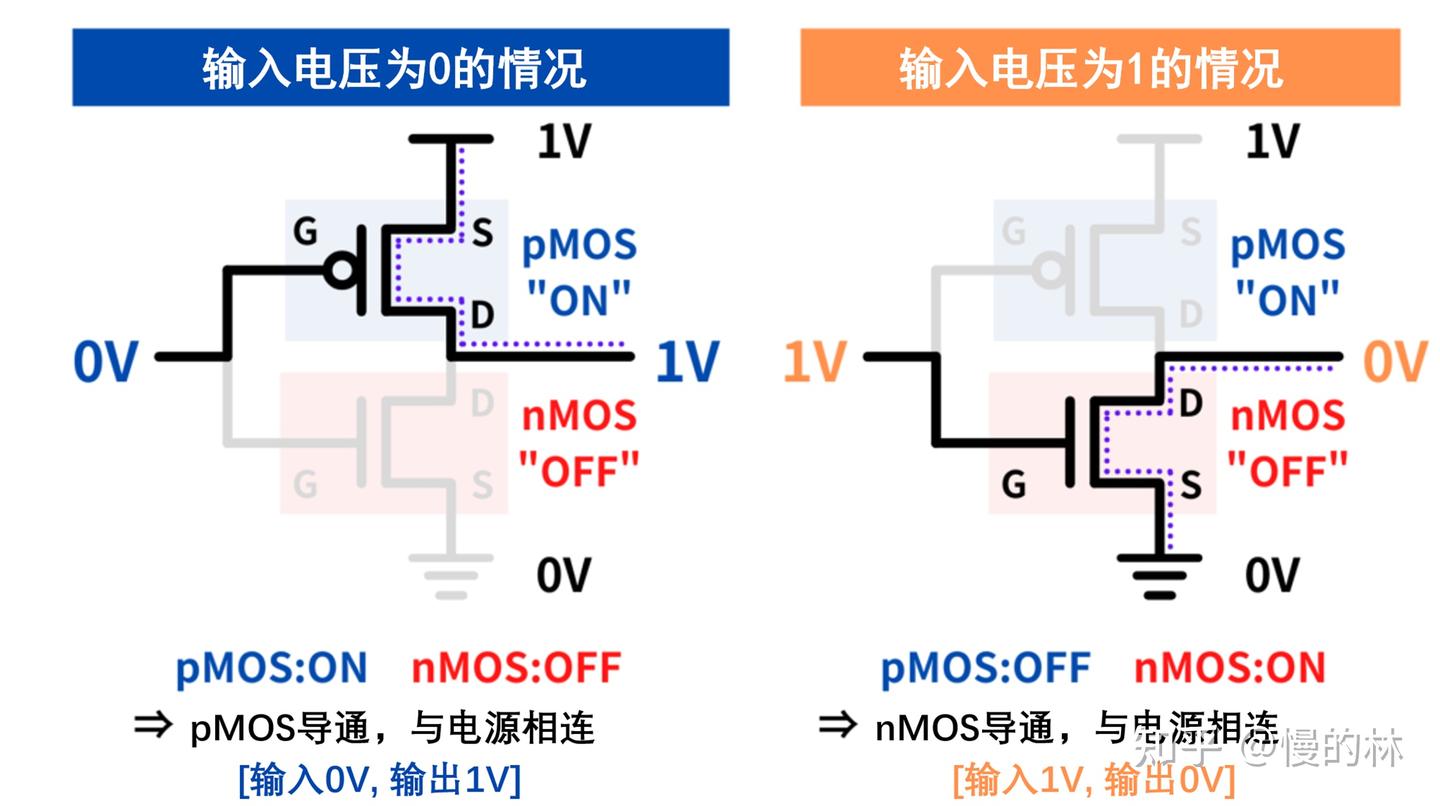 输入电压为0的情况
1V
G
S
pMOS
"ON"
D
0V
1V
D
nMOS
"OFF"
G
S
0V
pMOS:ON nMOS:OFF
⇒ pMOS导通，与电源相连
[输入0V, 输出1V]
输入电压为1的情况
1V
G
S
pMOS
"ON"
D
1V
0V
D
nMOS
"OFF"
G
S
0V
pMOS:OFF nMOS:ON
⇒ nMOS导通，与电源相连
[输入1V, 输出0V]
知乎 @慢的林